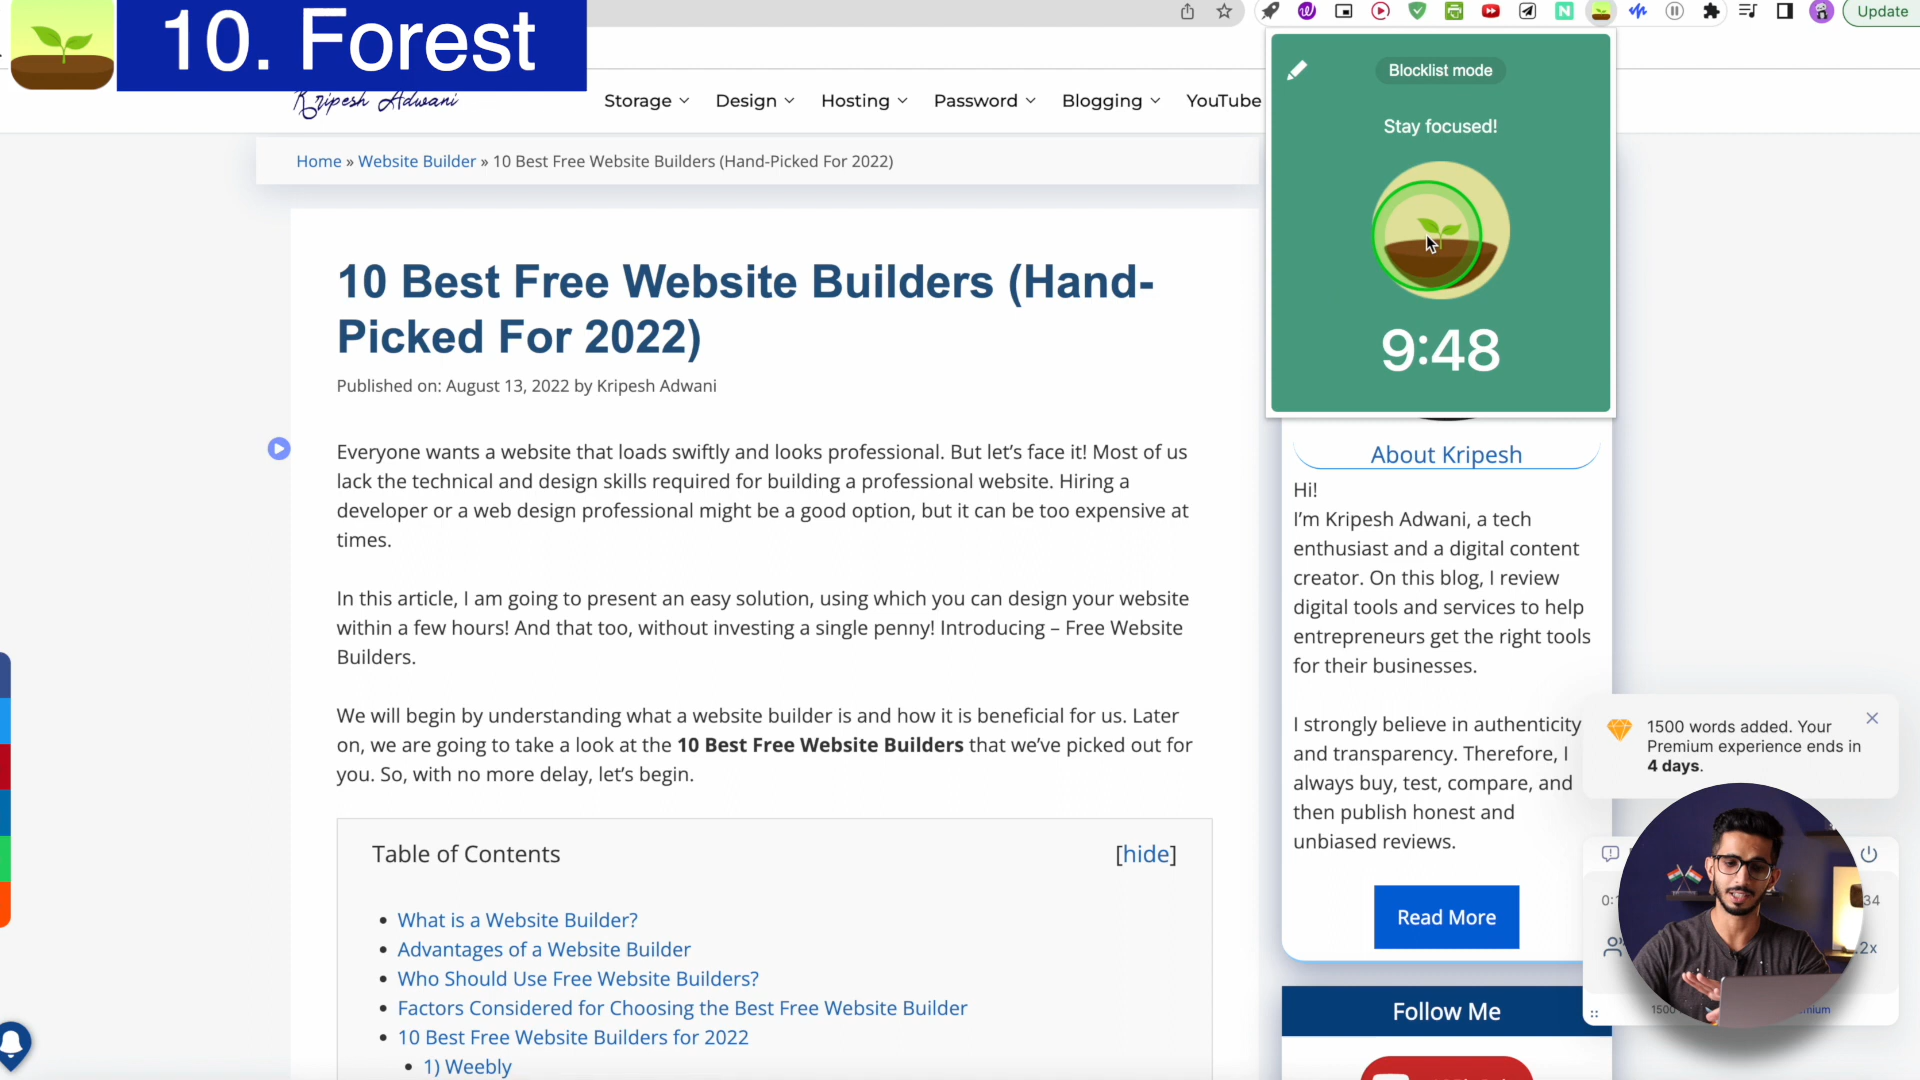 10. Forest
Update
Kripesh Adwani
Storage
Design
Hosting
Password
Blogging
YouTube
Home » Website Builder » 10 Best Free Website Builders (Hand-Picked For 2022)
Blocklist mode
Stay focused!
9:48
10 Best Free Website Builders (Hand-
Picked For 2022)
Published on: August 13, 2022 by Kripesh Adwani
Everyone wants a website that loads swiftly and looks professional. But let’s face it! Most of us
lack the technical and design skills required for building a professional website. Hiring a
developer or a web design professional might be a good option, but it can be too expensive at
times.
In this article, I am going to present an easy solution, using which you can design your website
within a few hours! And that too, without investing a single penny! Introducing – Free Website
Builders.
We will begin by understanding what a website builder is and how it is beneficial for us. Later
on, we are going to take a look at the 10 Best Free Website Builders that we’ve picked out for
you. So, with no more delay, let’s begin.
Table of Contents
[hide]
What is a Website Builder?
Advantages of a Website Builder
Who Should Use Free Website Builders?
Factors Considered for Choosing the Best Free Website Builder
10 Best Free Website Builders for 2022
1) Weebly
About Kripesh
Hi!
I’m Kripesh Adwani, a tech
enthusiast and a digital content
creator. On this blog, I review
digital tools and services to help
entrepreneurs get the right tools
for their businesses.
I strongly believe in authenticity
and transparency. Therefore, I
always buy, test, compare, and
then publish honest and
unbiased reviews.
Read More
Follow Me
1500 words added. Your
Premium experience ends in
4 days.
34
2x
1500